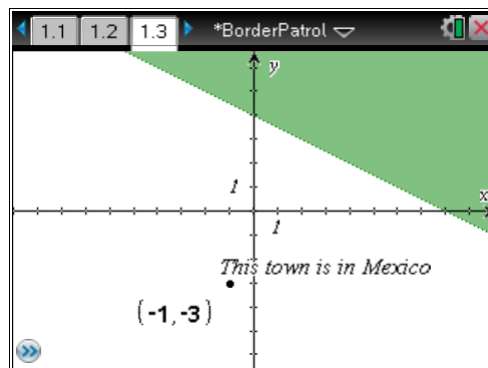 1.1 1.2 1.3 *BorderPatrol
y
1
x
1
This town is in Mexico
(-1,-3)